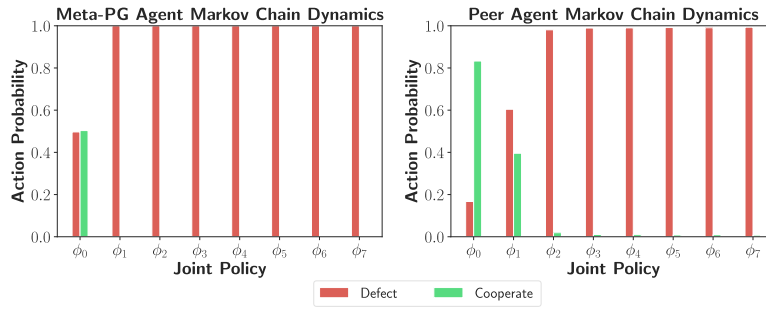 Meta-PG Agent Markov Chain Dynamics
Action Probability
1.0
0.8
0.6
0.4
0.2
0.0
ϕ0 ϕ1 ϕ2 ϕ3 ϕ4 ϕ5 ϕ6 ϕ7
Joint Policy
Peer Agent Markov Chain Dynamics
Action Probability
1.0
0.8
0.6
0.4
0.2
0.0
ϕ0 ϕ1 ϕ2 ϕ3 ϕ4 ϕ5 ϕ6 ϕ7
Joint Policy
Defect Cooperate